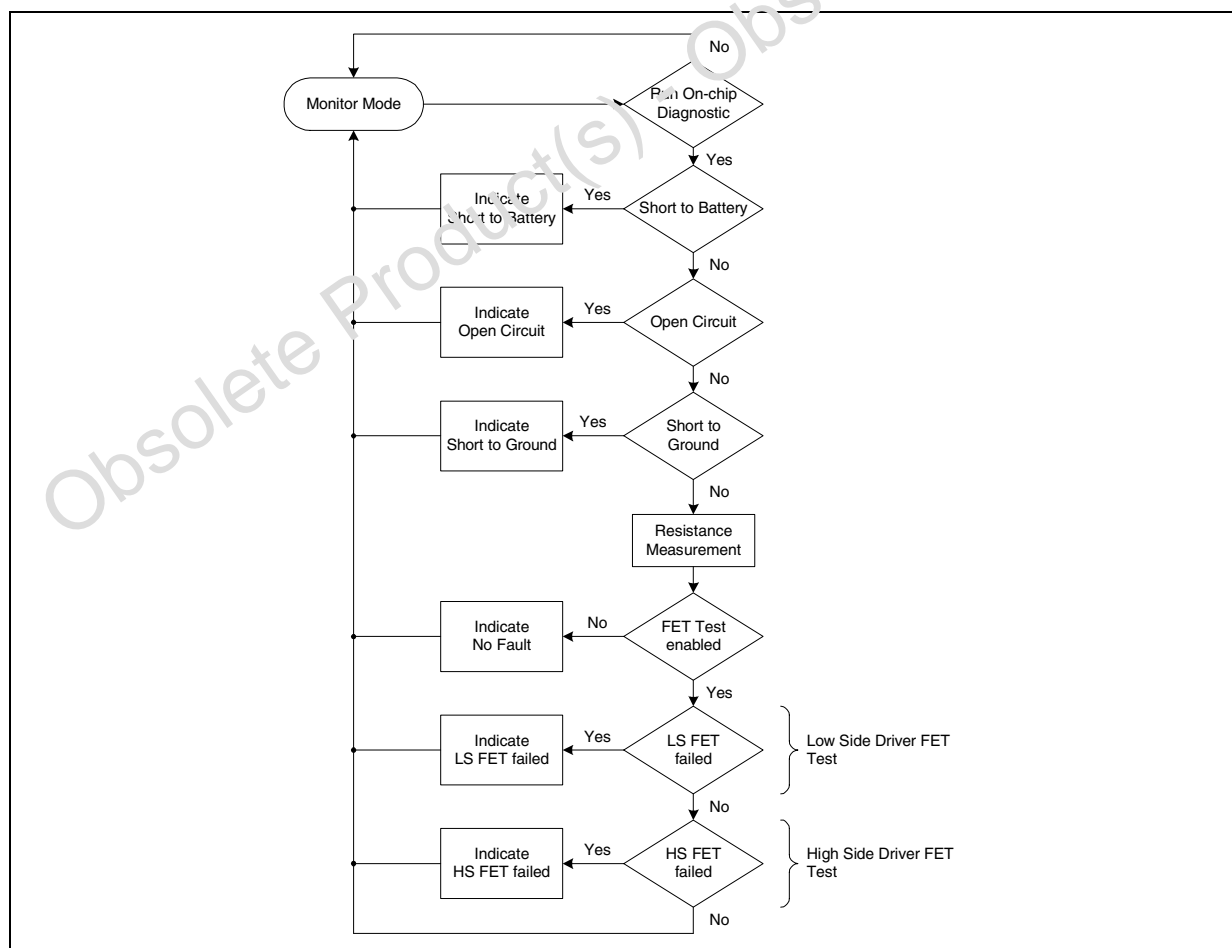 No
Monitor Mode
Run On-chip
Diagnostic
Yes
Indicate
Short to Battery
Yes
Short to Battery
No
Indicate
Open Circuit
Yes
Open Circuit
No
Indicate
Short to Ground
Yes
Short to
Ground
No
Resistance
Measurement
Indicate
No Fault
No
FET Test
enabled
Yes
Indicate
LS FET failed
Yes
LS FET
failed
Low Side Driver FET
Test
No
Indicate
HS FET failed
Yes
HS FET
failed
High Side Driver FET
Test
No
Obsolete Product(s) - Obs